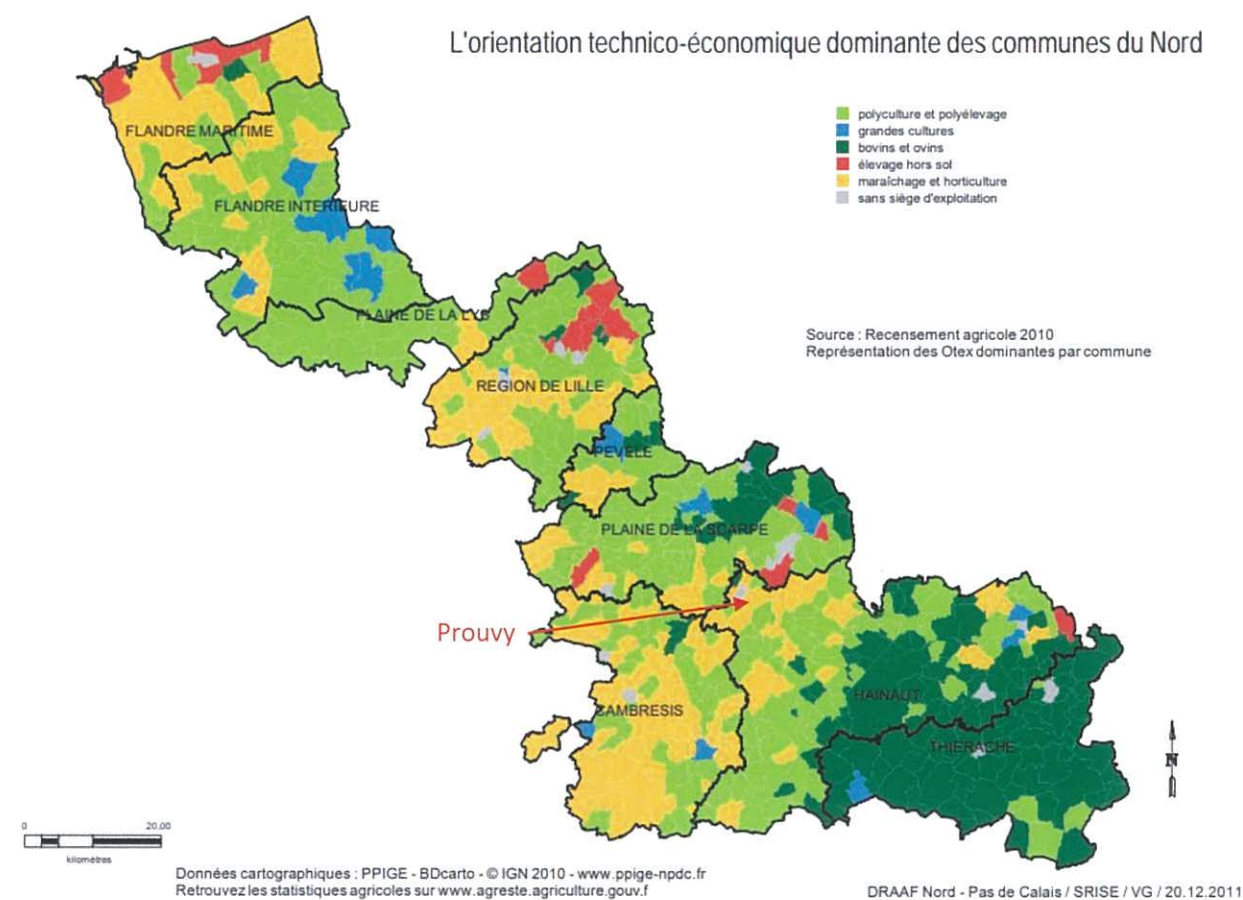 L'orientation technico-économique dominante des communes du Nord
polyculture et polyélevage
grandes cultures
bovins et ovins
élevage hors sol
maraîchage et horticulture
sans siège d'exploitation
FLANDRE MARITIME
FLANDRE INTERIEURE
PLAINE DE LA LYS
Source : Recensement agricole 2010
Représentation des Otex dominantes par commune
REGION DE LILLE
PEVELE
PLAINE DE LA SCARPE
Prouvy
HAINAUT
CAMBRESIS
THIERACHE
N
0 20,00
kilomètres
Données cartographiques : PPIGE - BDcarto - © IGN 2010 - www.ppige-npdc.fr
Retrouvez les statistiques agricoles sur www.agreste.agriculture.gouv.f
DRAAF Nord - Pas de Calais / SRISE / VG / 20.12.2011